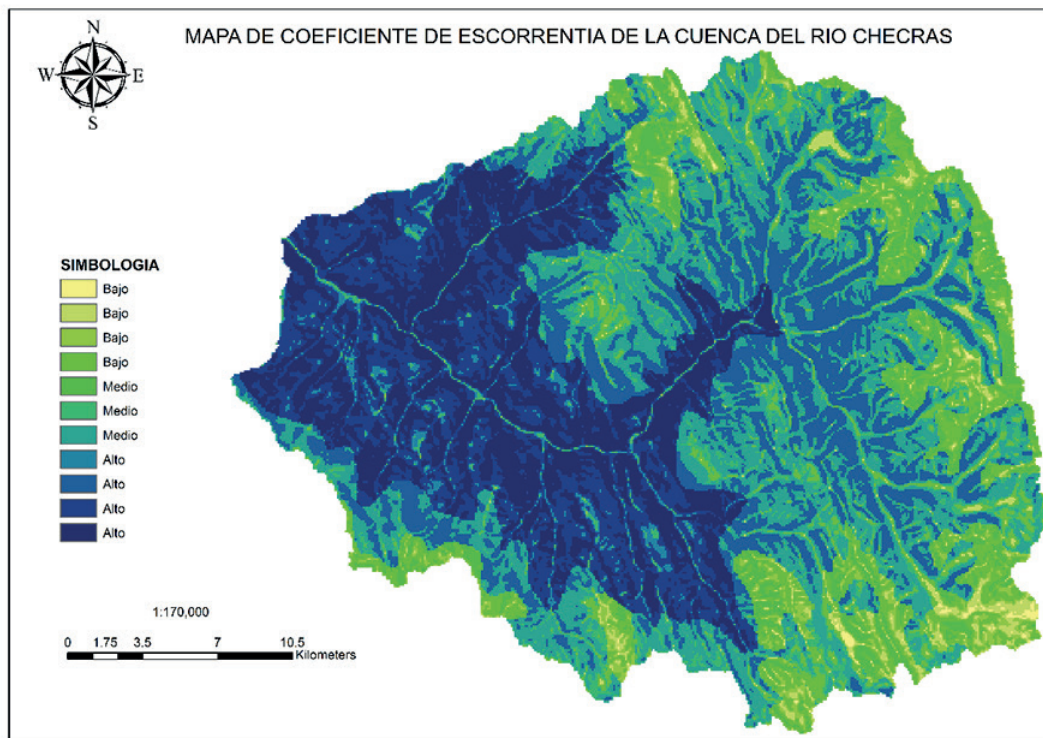 MAPA DE COEFICIENTE DE ESCORRENTIA DE LA CUENCA DEL RIO CHECRAS
N
W E
S
SIMBOLOGIA
Bajo
Bajo
Bajo
Bajo
Medio
Medio
Medio
Alto
Alto
Alto
Alto
1:170,000
0 1.75 3.5 7 10.5
Kilometers